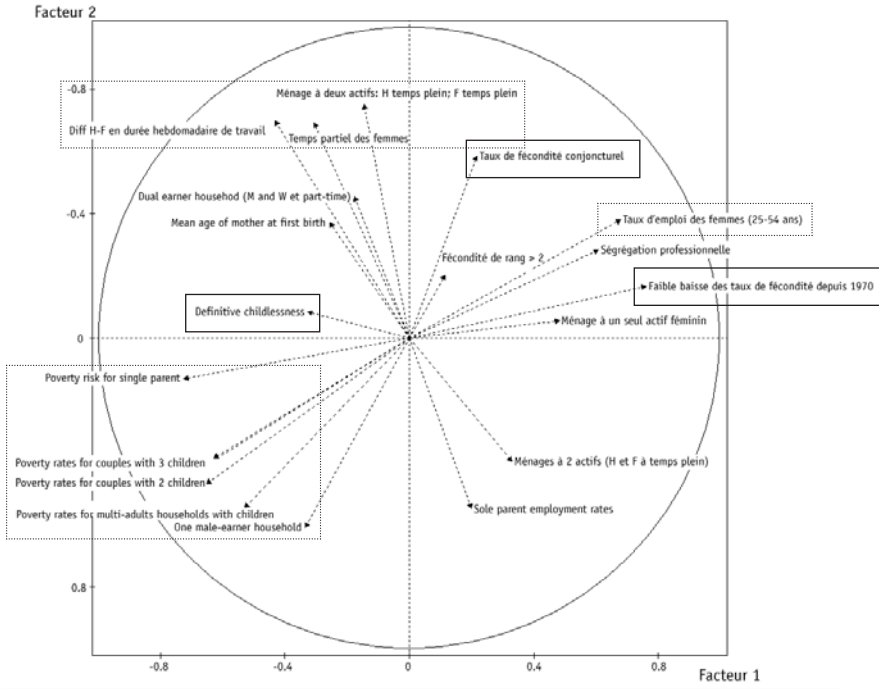 Facteur 2
-0.8
Ménage à deux actifs: H temps plein; F temps plein
Diff H-F en durée hebdomadaire de travail
Temps partiel des femmes
Taux de fécondité conjoncturel
Dual earner househod (M and W et part-time)
-0.4
Mean age of mother at first birth
Taux d'emploi des femmes (25-54 ans)
Ségrégation professionnelle
Fécondité de rang > 2
Faible baisse des taux de fécondité depuis 1970
Definitive childlessness
Ménage à un seul actif féminin
0
Poverty risk for single parent
Poverty rates for couples with 3 children
Ménages à 2 actifs (H et F à temps plein)
Poverty rates for couples with 2 children
Poverty rates for multi-adults households with children
Sole parent employment rates
One male-earner household
0.8
-0.8
-0.4
0
0.4
0.8
Facteur 1